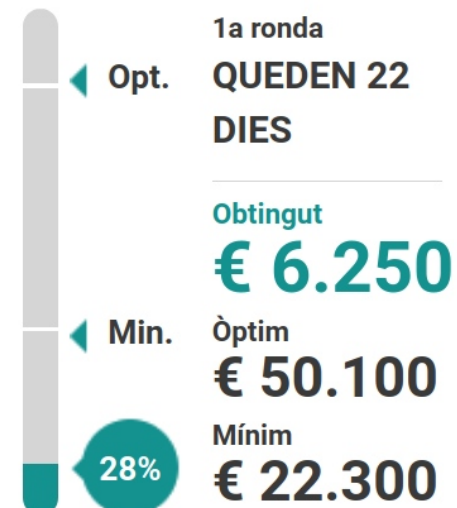 Opt.
Min.
28%
1a ronda
QUEDEN 22
DIES
Obtingut
€ 6.250
Òptim
€ 50.100
Mínim
€ 22.300